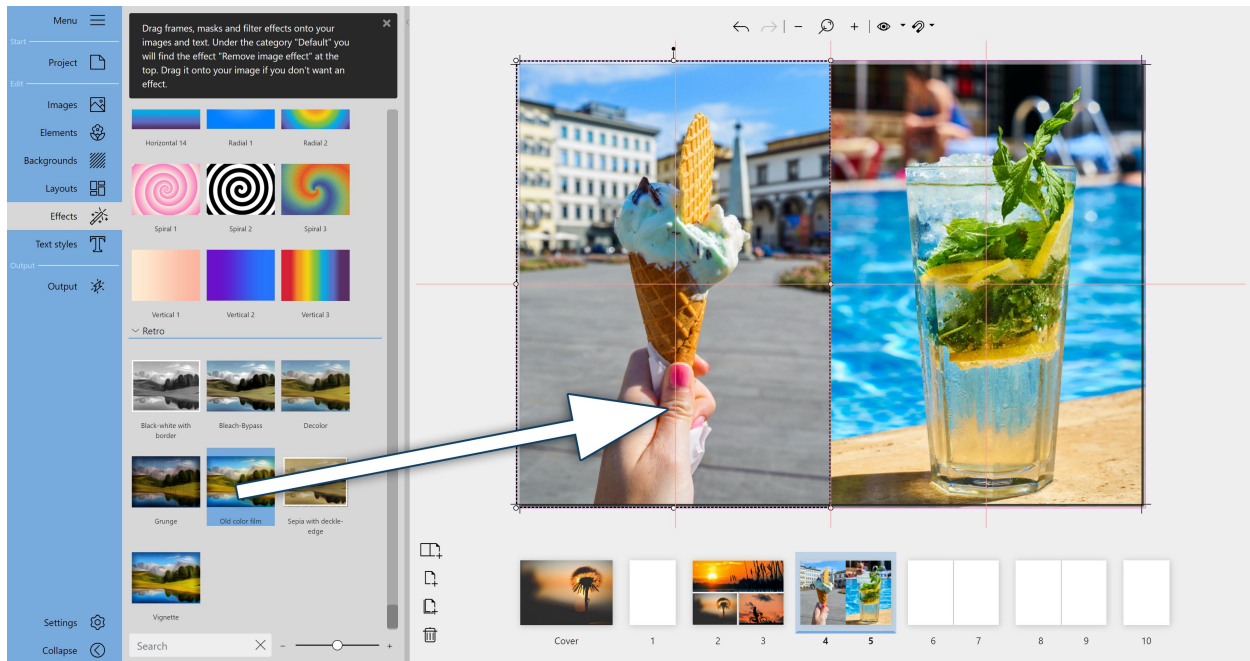 Menu
Start
Project
Edit
Images
Elements
Backgrounds
Layouts
Effects
Text styles
Output
Output
Settings
Collapse
Drag frames, masks and filter effects onto your
images and text. Under the category "Default" you
will find the effect "Remove image effect" at the
top. Drag it onto your image if you don't want an
effect.
Horizontal 14
Radial 1
Radial 2
Spiral 1
Spiral 2
Spiral 3
Vertical 1
Vertical 2
Vertical 3
Retro
Black-white with
border
Bleach-Bypass
Decolor
Grunge
Old color film
Sepia with deckle-
edge
Vignette
Search
Cover
1
2
3
4
5
6
7
8
9
10